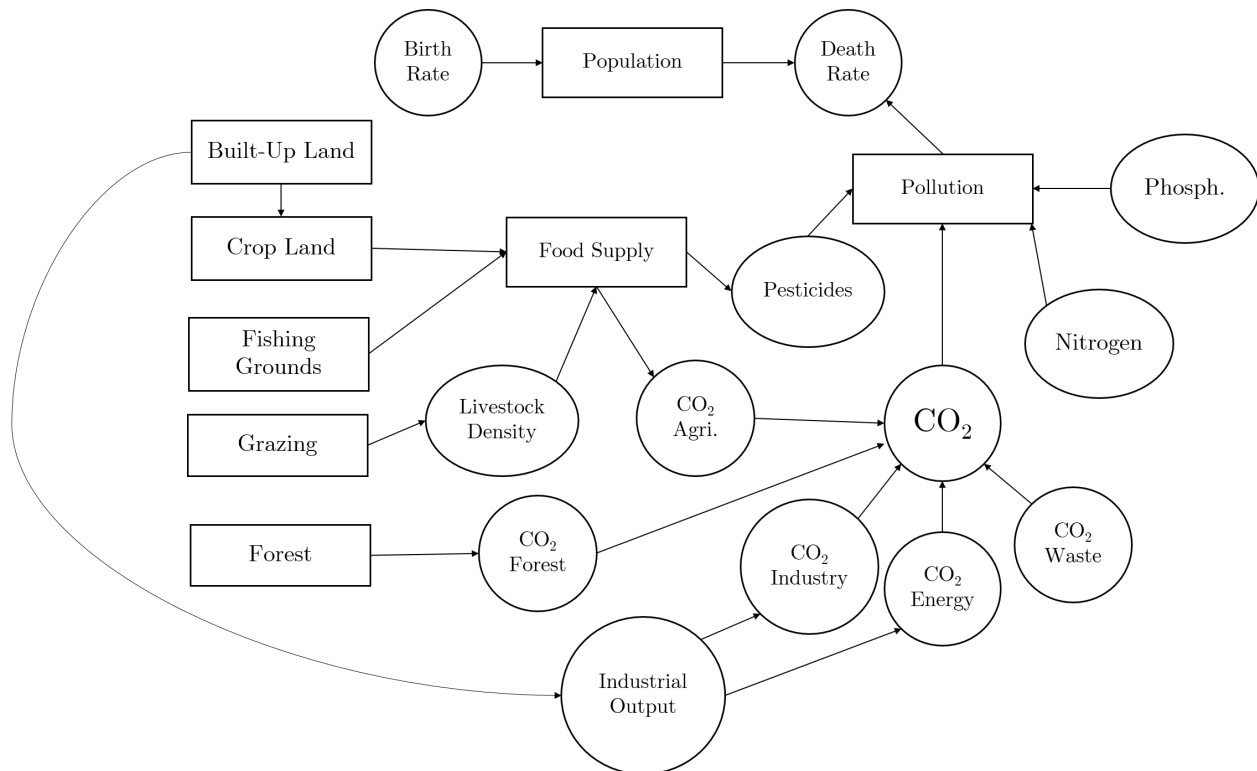 Birth
Rate
Population
Death
Rate
Built-Up Land
Pollution
Phosph.
Crop Land
Food Supply
Pesticides
Fishing
Grounds
Nitrogen
Grazing
Livestock
Density
CO₂
Agri.
CO₂
Forest
CO₂
Forest
CO₂
Industry
CO₂
Energy
CO₂
Waste
Industrial
Output